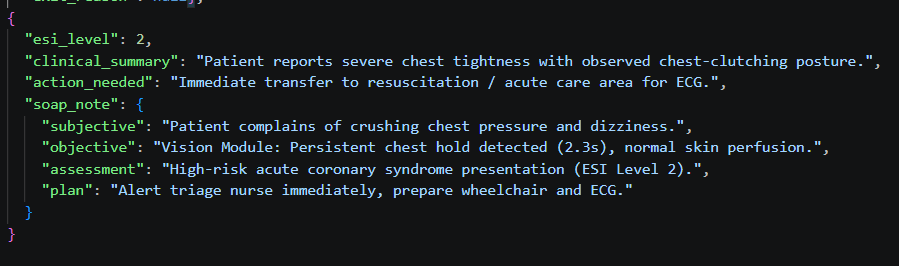 {
"esi_level": 2,
"clinical_summary": "Patient reports severe chest tightness with observed chest-clutching posture.",
"action_needed": "Immediate transfer to resuscitation / acute care area for ECG.",
"soap_note": {
"subjective": "Patient complains of crushing chest pressure and dizziness.",
"objective": "Vision Module: Persistent chest hold detected (2.3s), normal skin perfusion.",
"assessment": "High-risk acute coronary syndrome presentation (ESI Level 2).",
"plan": "Alert triage nurse immediately, prepare wheelchair and ECG."
}
}